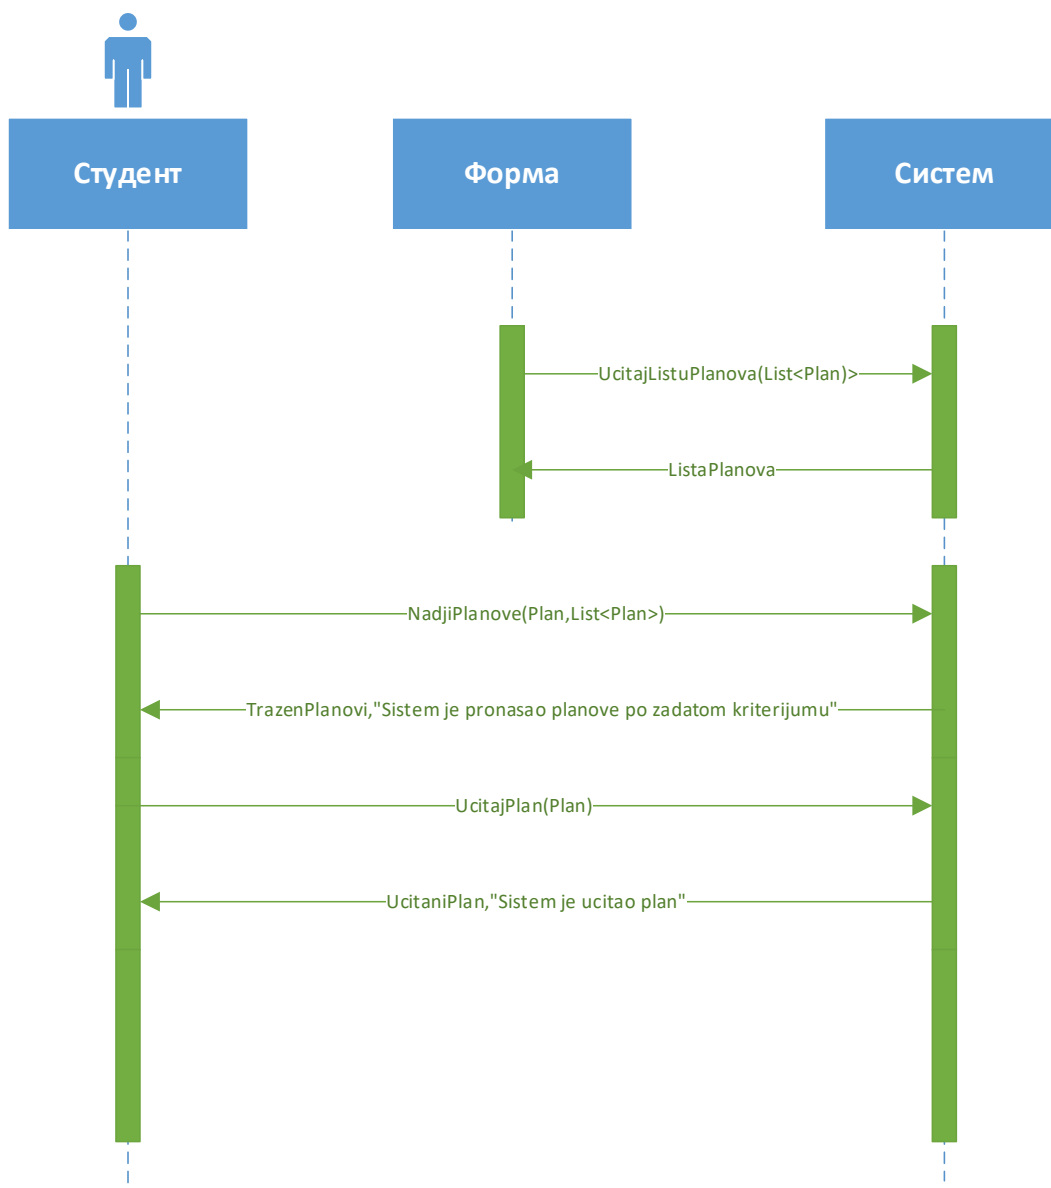 Студент
Форма
Систем
UcitajListuPlanova(List<Plan)>
ListaPlanova
NadjiPlanove(Plan,List<Plan>)
TrazenPlanovi,"Sistem je pronasao planove po zadatom kriterijumu"
UcitajPlan(Plan)
UcitaniPlan,"Sistem je ucitao plan"